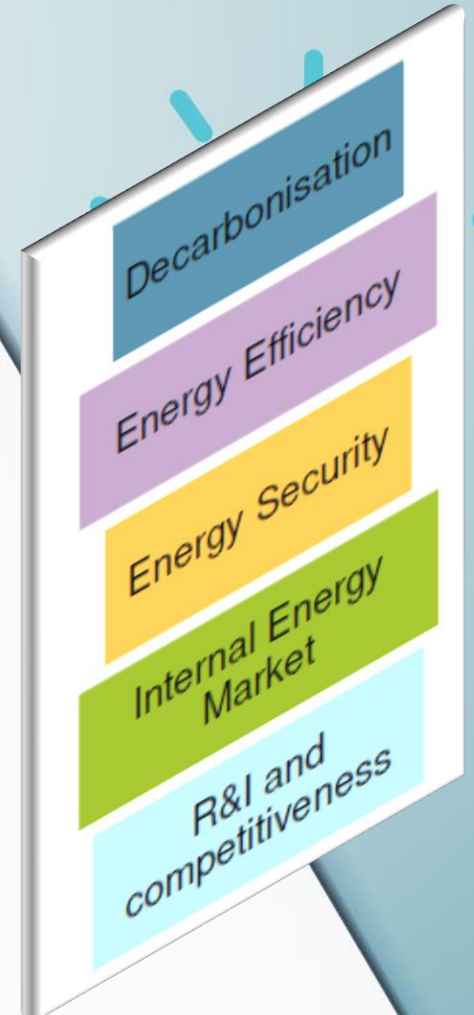 Decarbonisation
Energy Efficiency
Energy Security
Internal Energy
Market
R&I and
competitiveness